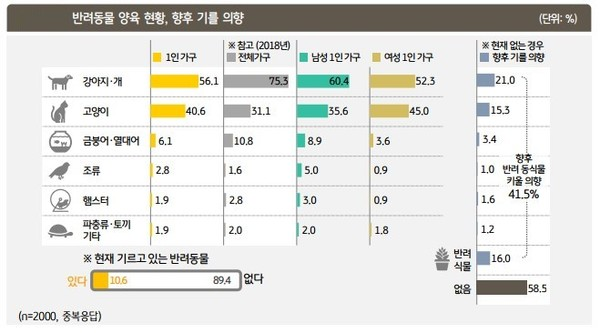 반려동물 양육 현황, 향후 기를 의향 (단위: %)
1인 가구
※ 참고 (2018년)
전체가구
남성 1인 가구
여성 1인 가구
※ 현재 없는 경우
향후 기를 의향
강아지·개 56.1 75.3 60.4 52.3 21.0
고양이 40.6 31.1 35.6 45.0 15.3
금붕어·열대어 6.1 10.8 8.9 3.6 3.4
조류 2.8 1.6 5.0 0.9 1.0
햄스터 1.9 2.8 3.0 0.9 1.6
파충류·토끼
기타 1.9 2.0 2.0 1.8 1.2
향후
반려 동식물
키울 의향
41.5%
반려
식물 16.0
없음 58.5
※ 현재 기르고 있는 반려동물
있다 10.6 89.4 없다
(n=2000, 중복응답)